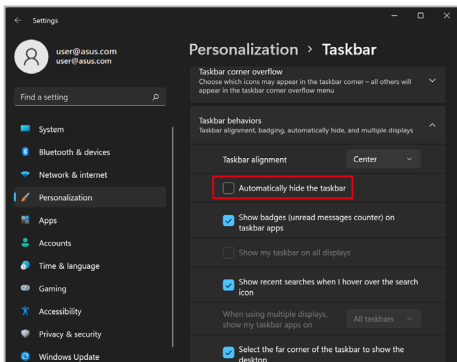 Settings
user@asus.com
user@asus.com
Find a setting
System
Bluetooth & devices
Network & internet
Personalization
Apps
Accounts
Time & language
Gaming
Accessibility
Privacy & security
Windows Update
Personalization > Taskbar
Taskbar corner overflow
Choose which icons may appear in the taskbar corner – all others will
appear in the taskbar corner overflow menu
Taskbar behaviors
Taskbar alignment, badging, automatically hide, and multiple displays
Taskbar alignment Center
Automatically hide the taskbar
Show badges (unread messages counter) on
taskbar apps
Show my taskbar on all displays
Show recent searches when I hover over the search
icon
When using multiple displays,
show my taskbar apps on All taskbars
Select the far corner of the taskbar to show the
desktop